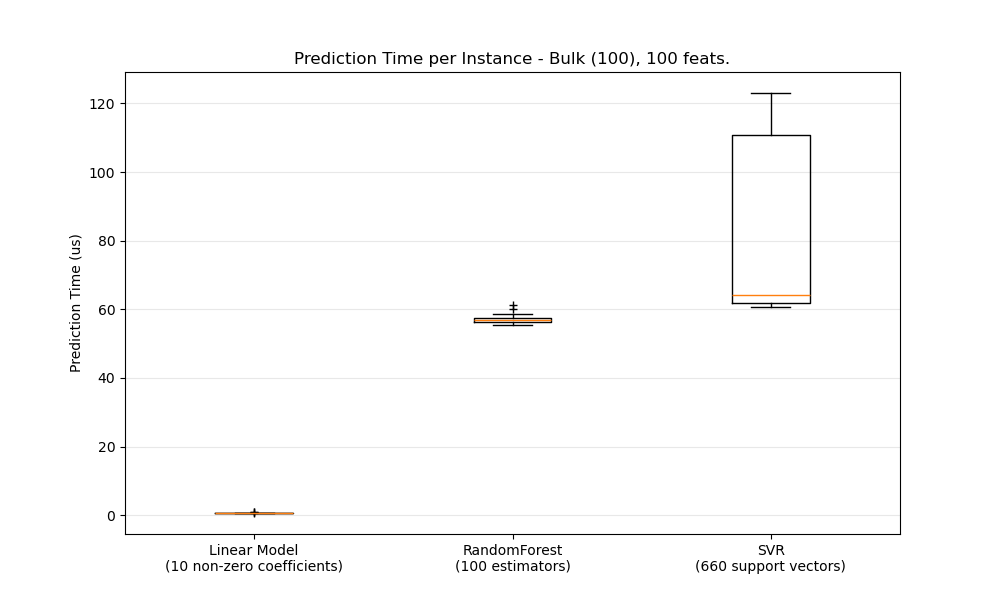 Prediction Time per Instance - Bulk (100), 100 feats.
Prediction Time (us)
120
100
80
60
40
20
0
Linear Model
(10 non-zero coefficients)
RandomForest
(100 estimators)
SVR
(660 support vectors)